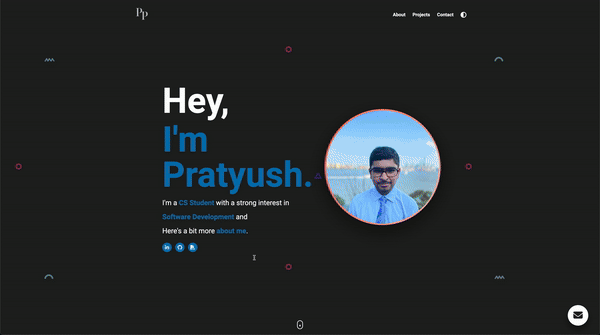 PP
About Projects Contact
Hey,
I'm
Pratyush.
I'm a CS Student with a strong interest in
Software Development and
Here's a bit more about me.
in